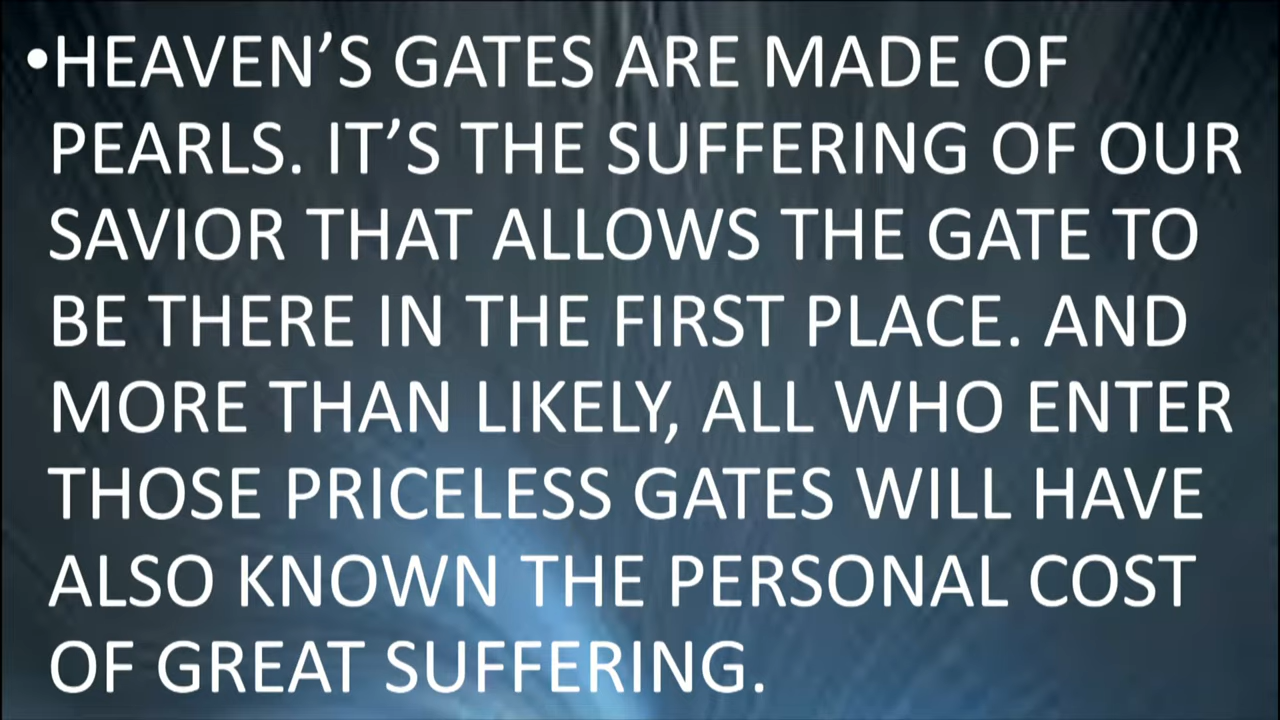 •HEAVEN’S GATES ARE MADE OF
PEARLS. IT’S THE SUFFERING OF OUR
SAVIOR THAT ALLOWS THE GATE TO
BE THERE IN THE FIRST PLACE. AND
MORE THAN LIKELY, ALL WHO ENTER
THOSE PRICELESS GATES WILL HAVE
ALSO KNOWN THE PERSONAL COST
OF GREAT SUFFERING.